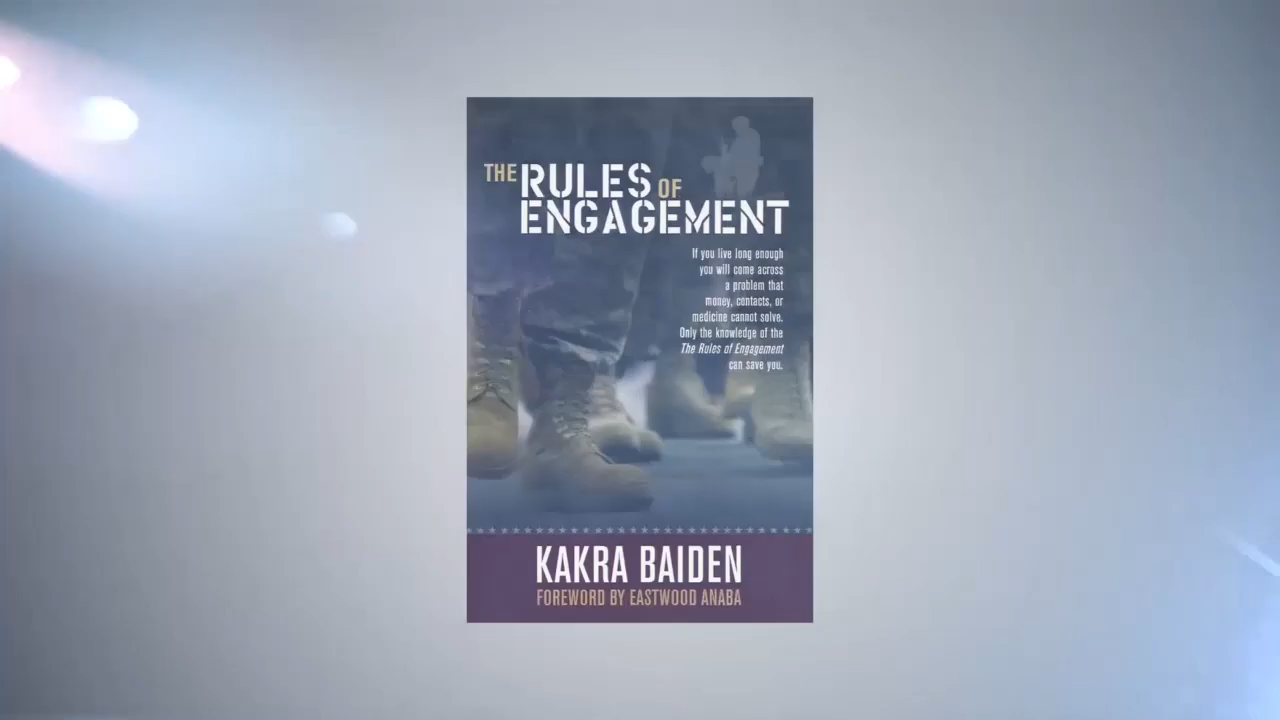 THE RULES OF
ENGAGEMENT
If you live long enough
you will come across
a problem that
money, contacts, or
medicine cannot solve.
Only the knowledge of the
The Rules of Engagement
can save you.
KAKRA BAIDEN
FOREWORD BY EASTWOOD ANABA